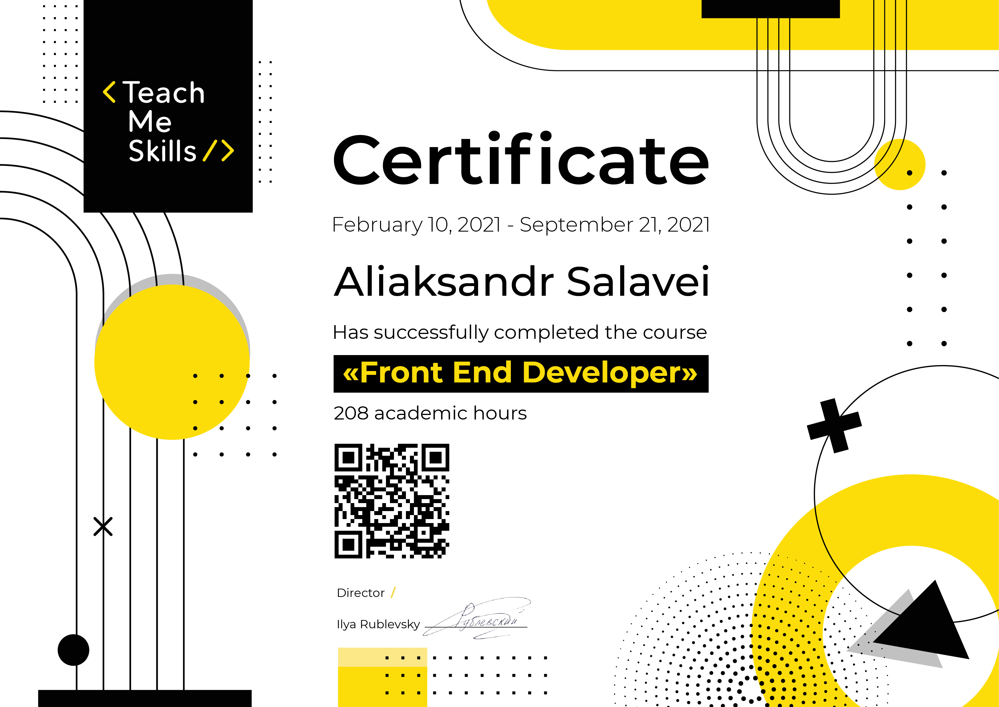 <Teach
Me
Skills/>
Certificate
February 10, 2021 - September 21, 2021
Aliaksandr Salavei
Has successfully completed the course
«Front End Developer»
208 academic hours
Director /
Ilya Rublevsky
Рублевский